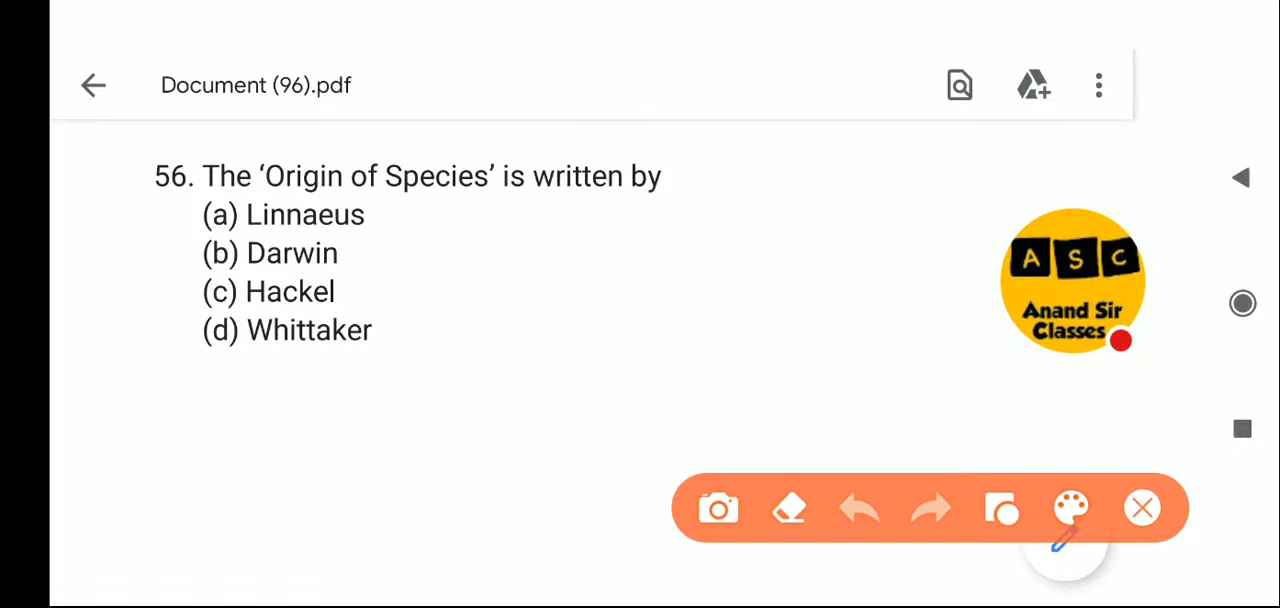 Document (96).pdf
56. The ‘Origin of Species’ is written by
(a) Linnaeus
(b) Darwin
(c) Hackel
(d) Whittaker
A S C
Anand Sir
Classes